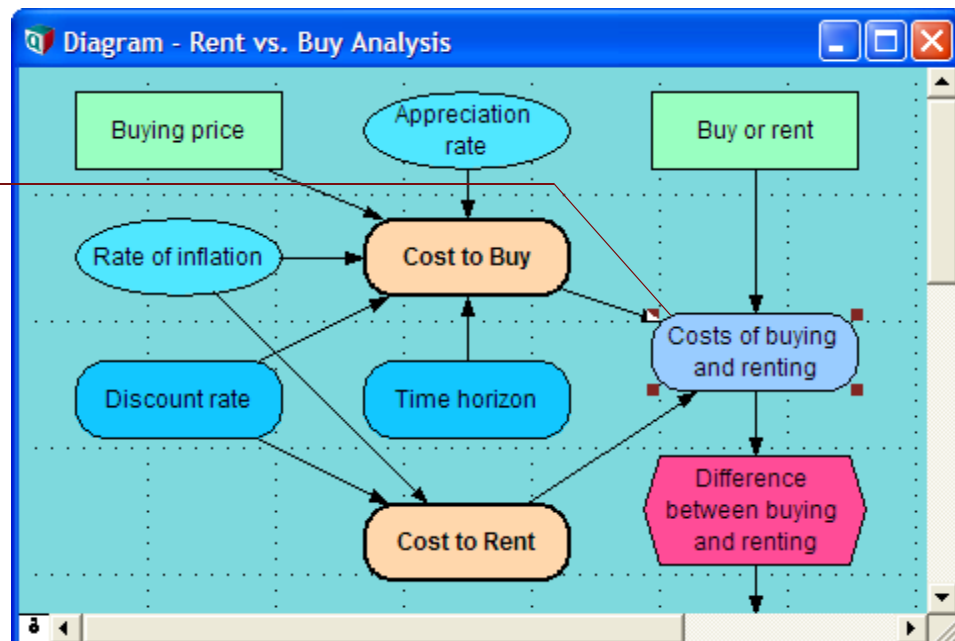 Diagram - Rent vs. Buy Analysis
Buying price
Appreciation
rate
Buy or rent
Rate of inflation
Cost to Buy
Costs of buying
and renting
Discount rate
Time horizon
Difference
between buying
and renting
Cost to Rent